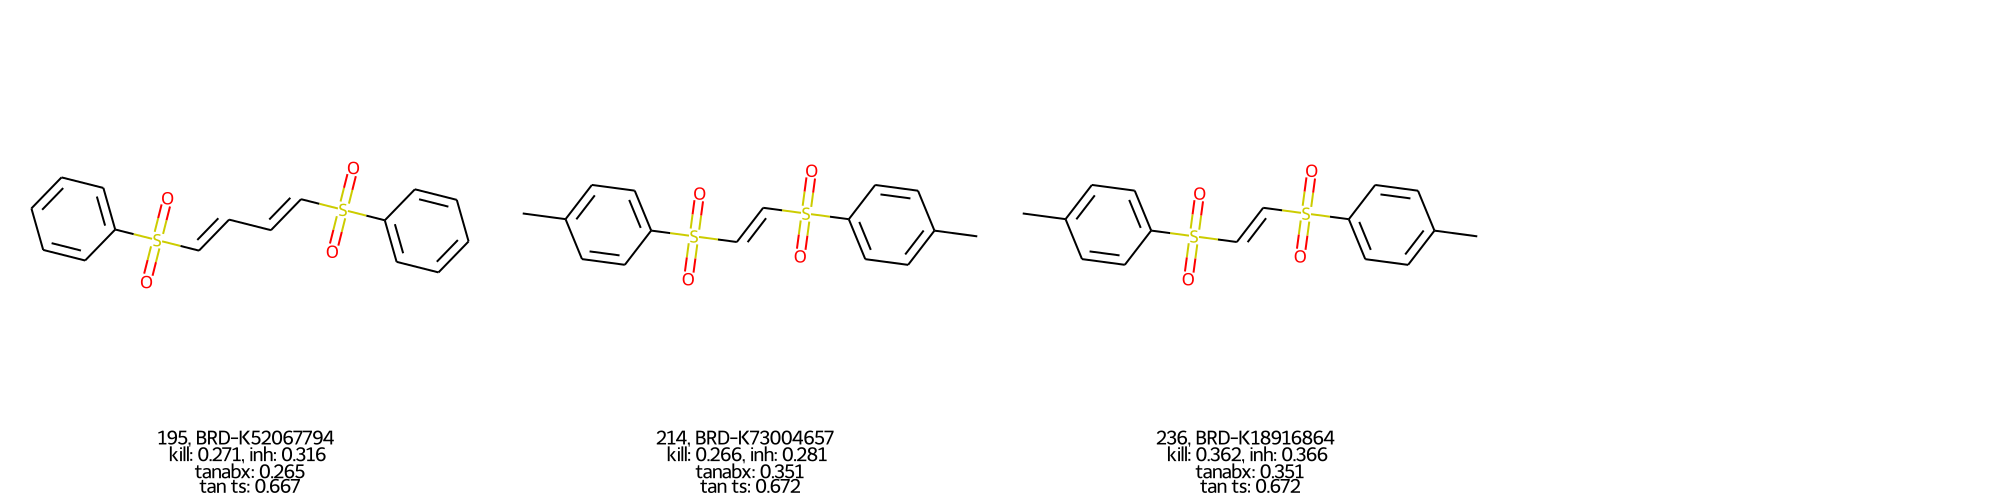 O O S O O S
O O S O O S
O O S O O S
195, BRD-K52067794
kill: 0.271, inh: 0.316
tanabx: 0.265
tan ts: 0.667
214, BRD-K73004657
kill: 0.266, inh: 0.281
tanabx: 0.351
tan ts: 0.672
236, BRD-K18916864
kill: 0.362, inh: 0.366
tanabx: 0.351
tan ts: 0.672